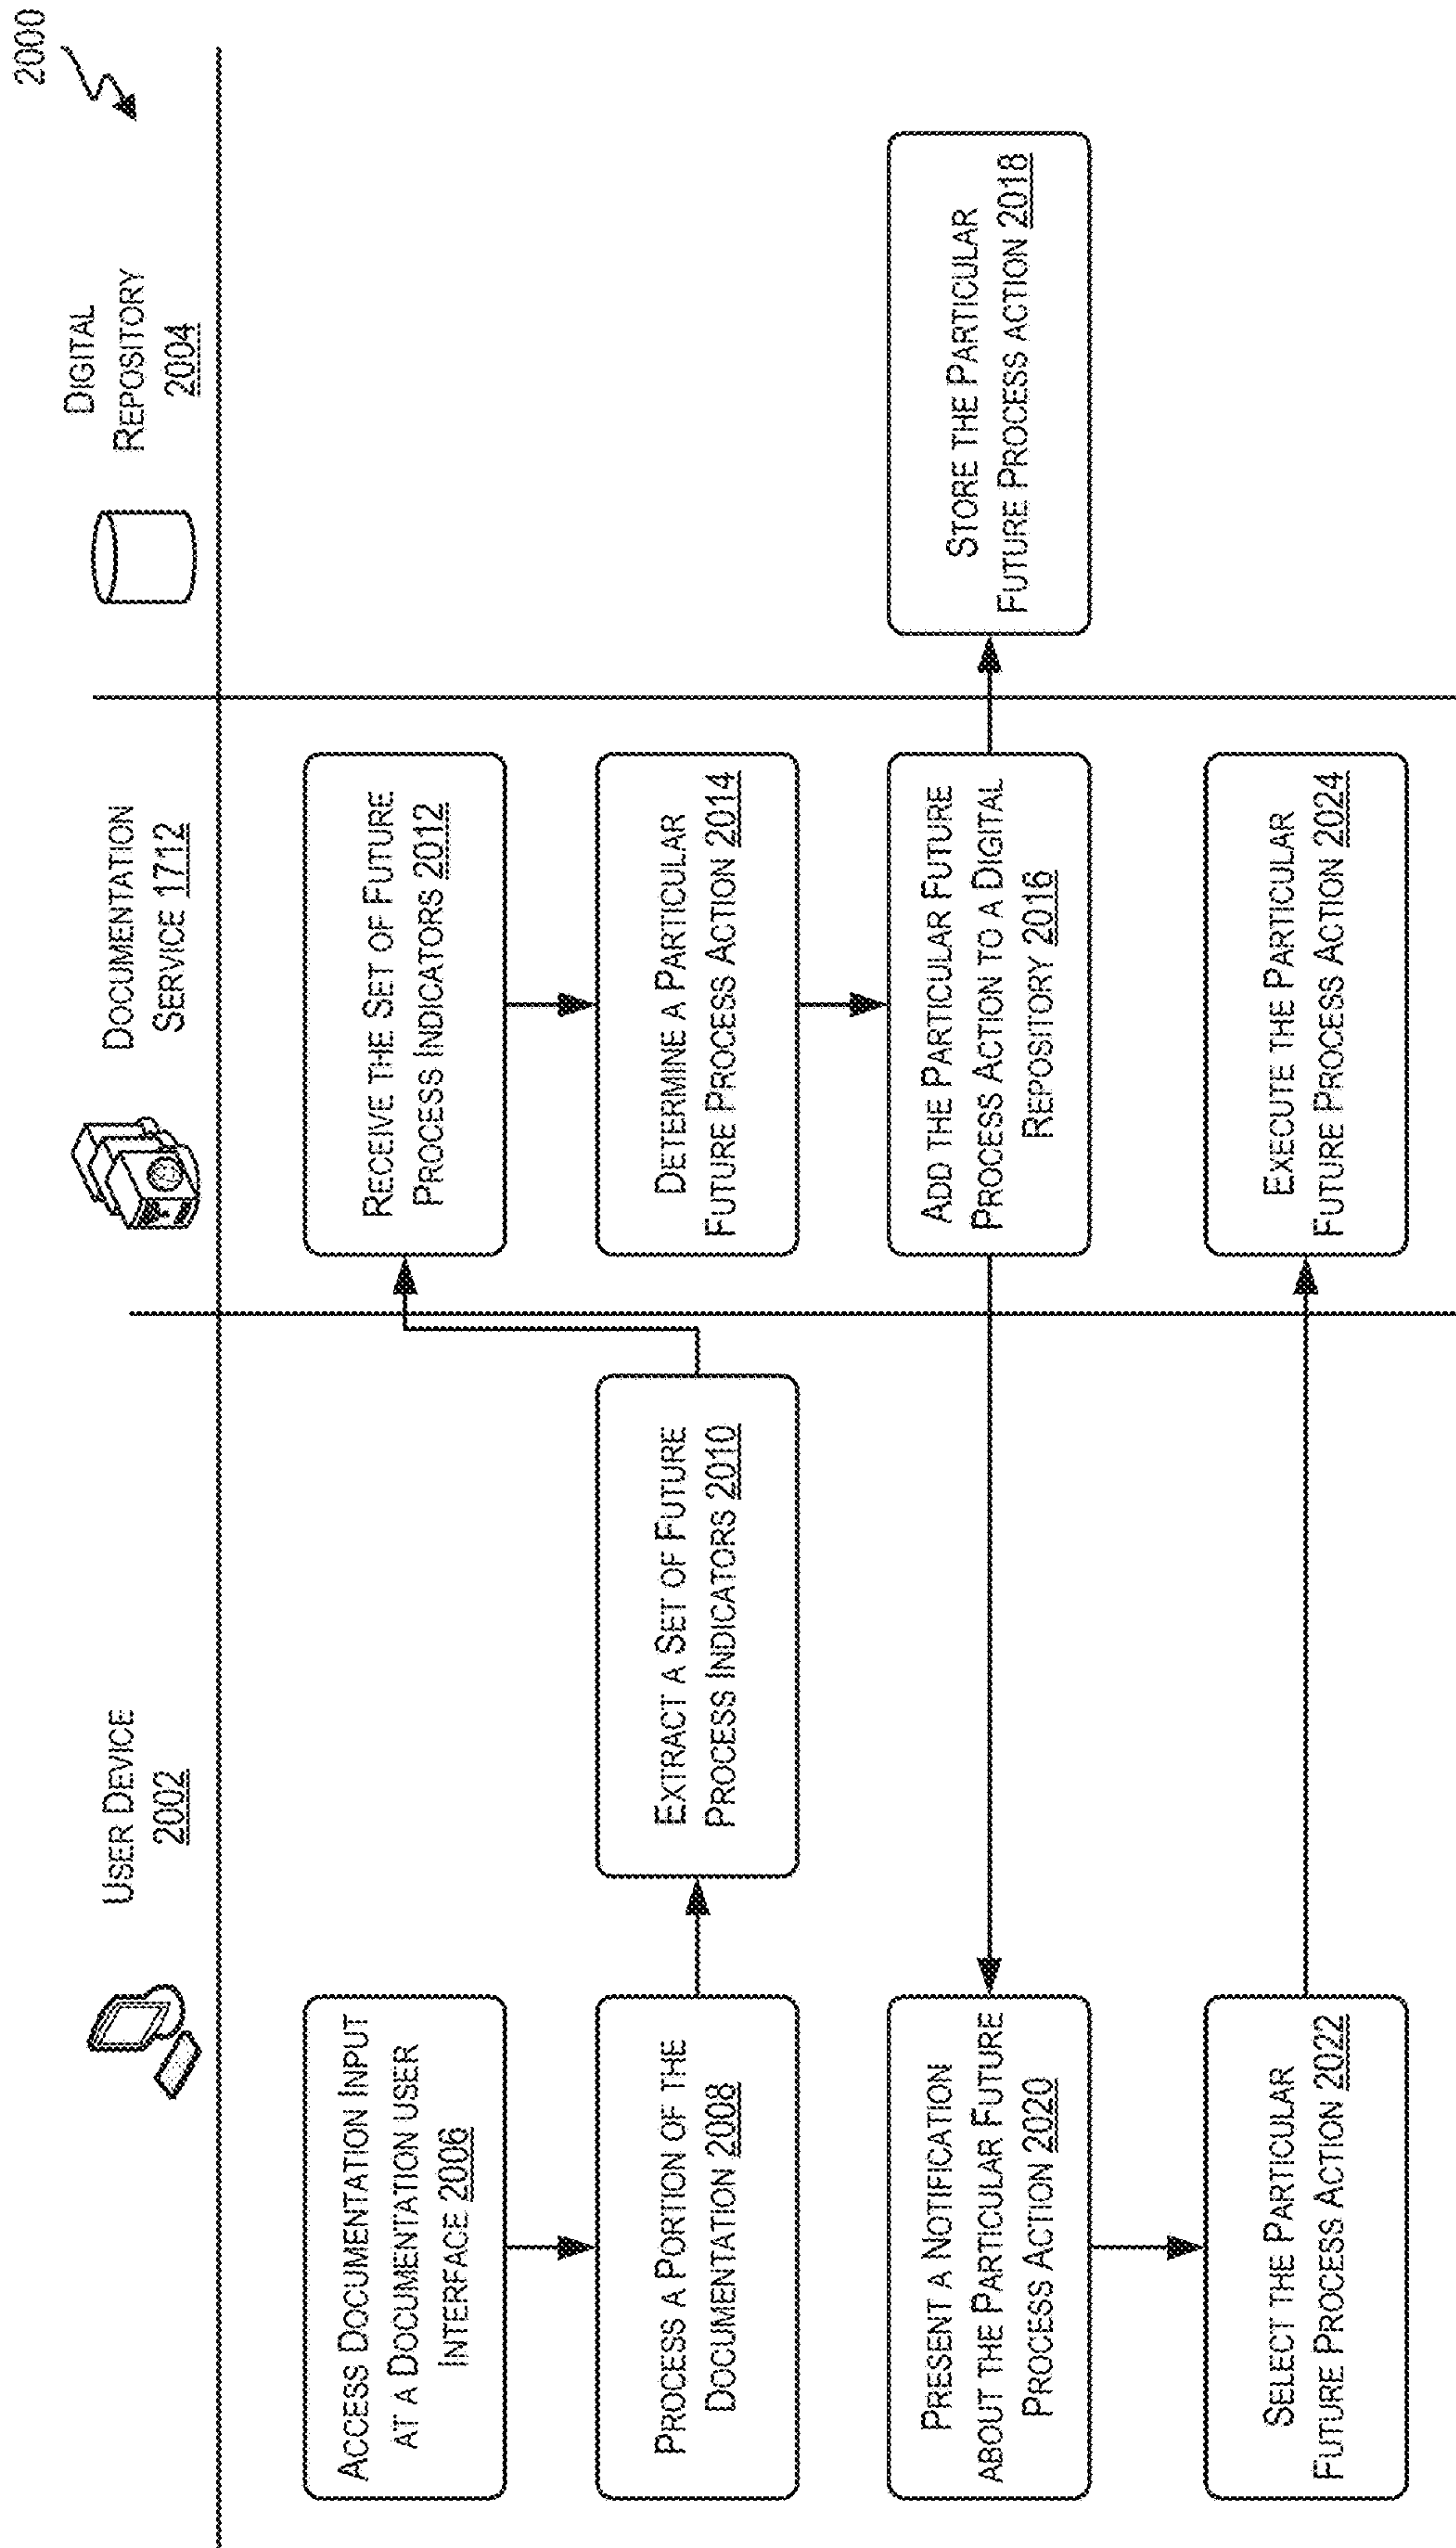 2000
USER DEVICE
2002
DOCUMENTATION
SERVICE 1712
DIGITAL
REPOSITORY
2004
ACCESS DOCUMENTATION INPUT
AT A DOCUMENTATION USER
INTERFACE 2006
PROCESS A PORTION OF THE
DOCUMENTATION 2008
EXTRACT A SET OF FUTURE
PROCESS INDICATORS 2010
RECEIVE THE SET OF FUTURE
PROCESS INDICATORS 2012
DETERMINE A PARTICULAR
FUTURE PROCESS ACTION 2014
ADD THE PARTICULAR FUTURE
PROCESS ACTION TO A DIGITAL
REPOSITORY 2016
STORE THE PARTICULAR
FUTURE PROCESS ACTION 2018
PRESENT A NOTIFICATION
ABOUT THE PARTICULAR FUTURE
PROCESS ACTION 2020
SELECT THE PARTICULAR
FUTURE PROCESS ACTION 2022
EXECUTE THE PARTICULAR
FUTURE PROCESS ACTION 2024